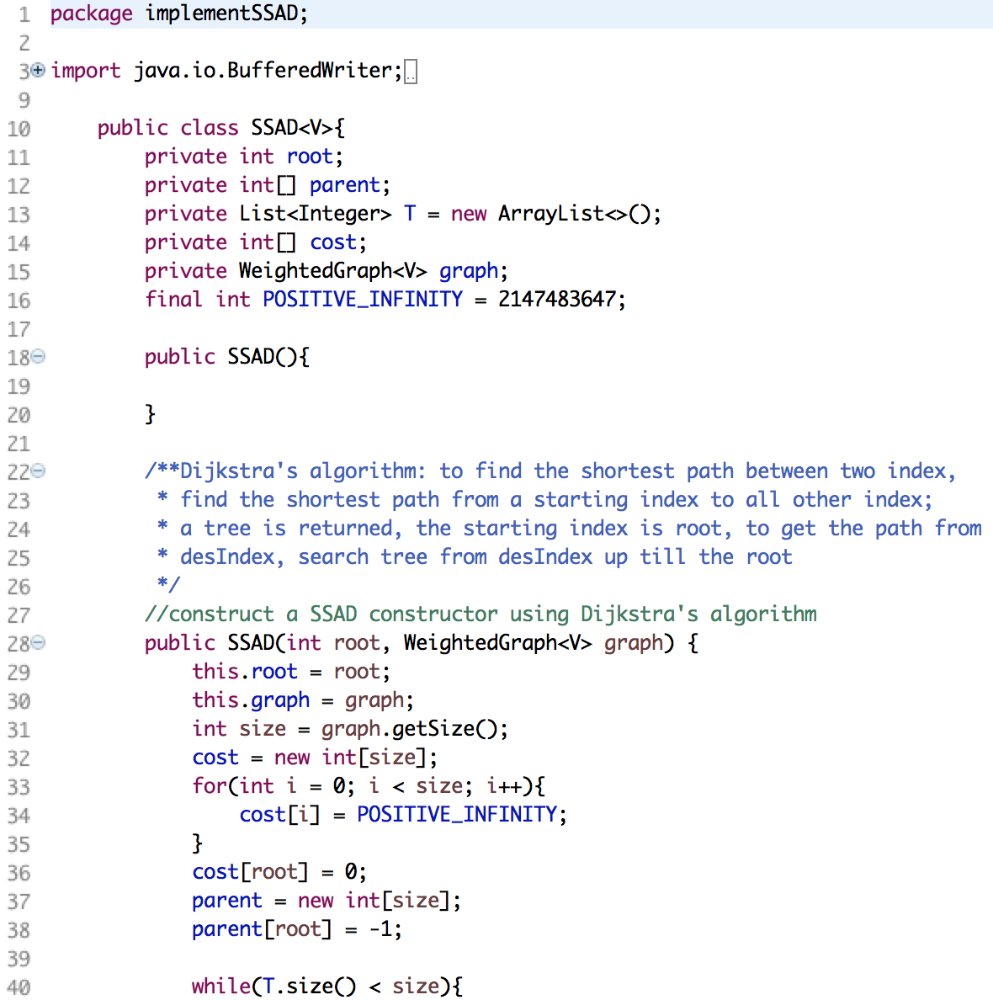 1 package implementSSAD;
2
3 import java.io.BufferedWriter;
9
10 public class SSAD<V>{
11 private int root;
12 private int[] parent;
13 private List<Integer> T = new ArrayList<>();
14 private int[] cost;
15 private WeightedGraph<V> graph;
16 final int POSITIVE_INFINITY = 2147483647;
17
18 public SSAD(){
19
20 }
21
22 /**Dijkstra's algorithm: to find the shortest path between two index,
23 * find the shortest path from a starting index to all other index;
24 * a tree is returned, the starting index is root, to get the path from
25 * desIndex, search tree from desIndex up till the root
26 */
27 //construct a SSAD constructor using Dijkstra's algorithm
28 public SSAD(int root, WeightedGraph<V> graph) {
29 this.root = root;
30 this.graph = graph;
31 int size = graph.getSize();
32 cost = new int[size];
33 for(int i = 0; i < size; i++){
34 cost[i] = POSITIVE_INFINITY;
35 }
36 cost[root] = 0;
37 parent = new int[size];
38 parent[root] = -1;
39
40 while(T.size() < size){